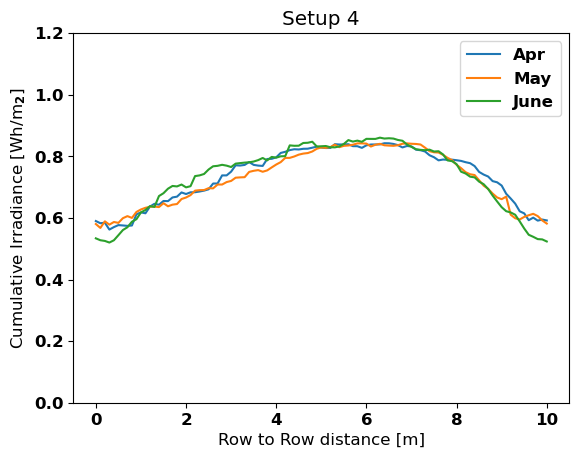 Setup 4
Cumulative Irradiance [Wh/m²]
1.2
1.0
0.8
0.6
0.4
0.2
0.0
Apr
May
June
0 2 4 6 8 10
Row to Row distance [m]